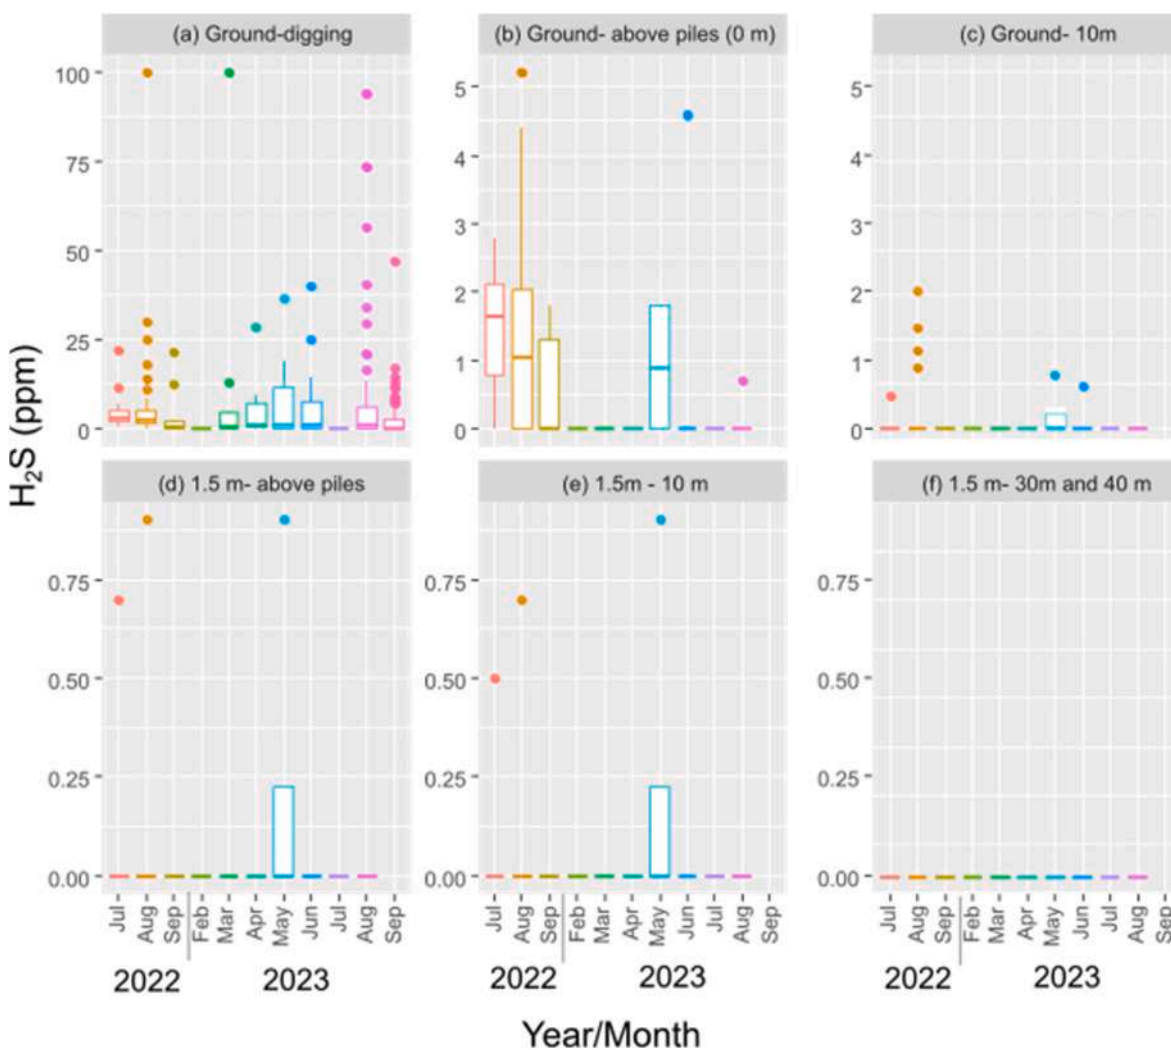 (a) Ground-digging
(b) Ground- above piles (0 m)
(c) Ground- 10m
100
75
50
25
0
5
4
3
2
1
0
5
4
3
2
1
0
H₂S (ppm)
(d) 1.5 m- above piles
(e) 1.5m - 10 m
(f) 1.5 m- 30m and 40 m
0.75
0.50
0.25
0.00
0.75
0.50
0.25
0.00
0.75
0.50
0.25
0.00
Jul Aug Sep Feb Mar Apr May Jun Jul Aug Sep
Jul Aug Sep Feb Mar Apr May Jun Jul Aug Sep
Jul Aug Sep Feb Mar Apr May Jun Jul Aug Sep
2022 2023
2022 2023
2022 2023
Year/Month